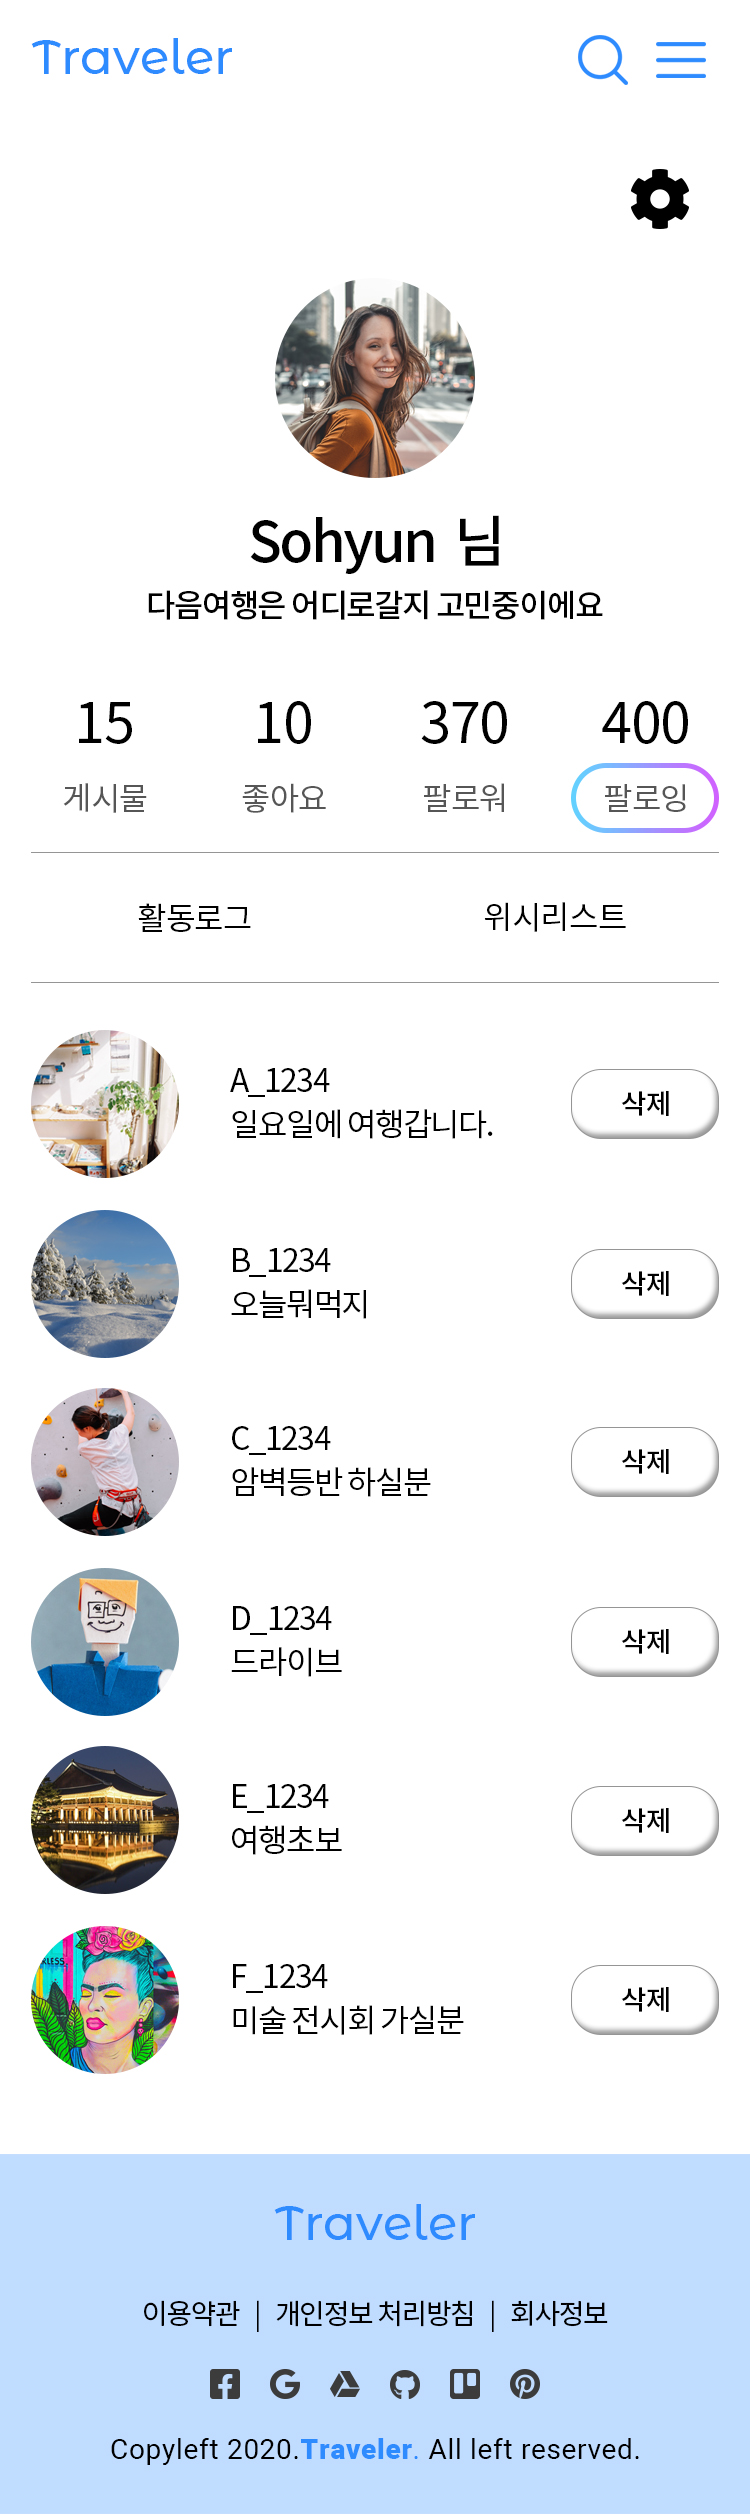 Traveler
Sohyun 님
다음여행은 어디로갈지 고민중이에요
15 10 370 400
게시물 좋아요 팔로워 팔로잉
활동로그 위시리스트
A_1234
일요일에 여행갑니다.
삭제
B_1234
오늘뭐먹지
삭제
C_1234
암벽등반 하실분
삭제
D_1234
드라이브
삭제
E_1234
여행초보
삭제
F_1234
미술 전시회 가실분
삭제
Traveler
이용약관 | 개인정보 처리방침 | 회사정보
Copyleft 2020.Traveler. All left reserved.